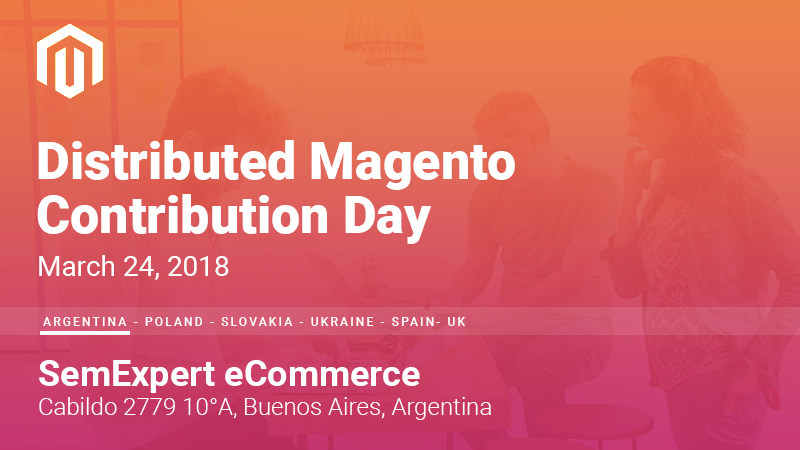 Distributed Magento
Contribution Day
March 24, 2018
ARGENTINA - POLAND - SLOVAKIA - UKRAINE - SPAIN- UK
SemExpert eCommerce
Cabildo 2779 10°A, Buenos Aires, Argentina